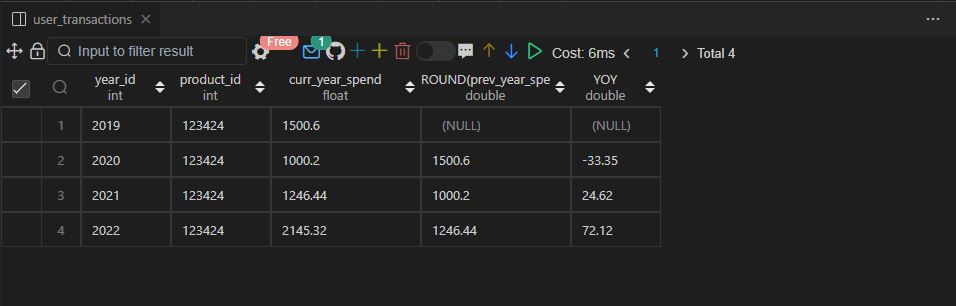 user_transactions
Input to filter result Free 1 Cost: 6ms 1 Total 4
year_id product_id curr_year_spend ROUND(prev_year_spe YOY
int int float double double
1 2019 123424 1500.6 (NULL) (NULL)
2 2020 123424 1000.2 1500.6 -33.35
3 2021 123424 1246.44 1000.2 24.62
4 2022 123424 2145.32 1246.44 72.12